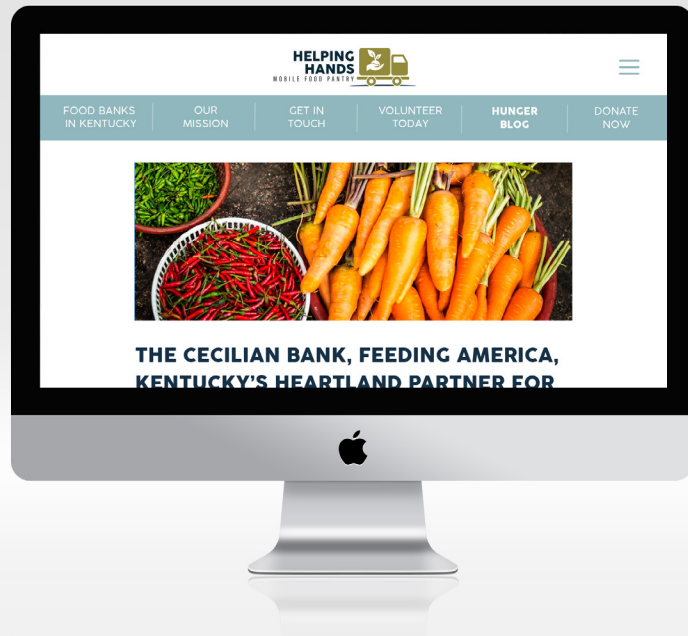 HELPING
HANDS
MOBILE FOOD PANTRY
FOOD BANKS
IN KENTUCKY
OUR
MISSION
GET IN
TOUCH
VOLUNTEER
TODAY
HUNGER
BLOG
DONATE
NOW
THE CECILIAN BANK, FEEDING AMERICA,
KENTUCKY'S HEARTLAND PARTNER FOR